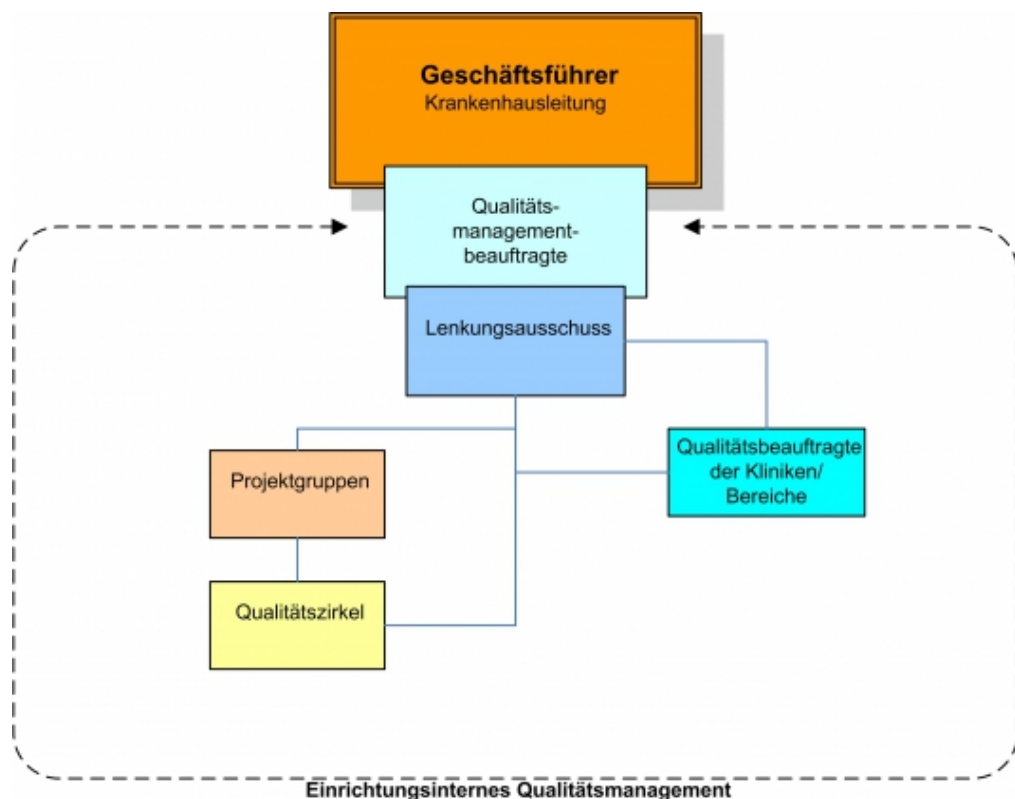 Geschäftsführer
Krankenhausleitung
Qualitäts-
management-
beauftragte
Lenkungsausschuss
Qualitätsbeauftragte
der Kliniken/
Bereiche
Projektgruppen
Qualitätszirkel
Einrichtungsinternes Qualitätsmanagement